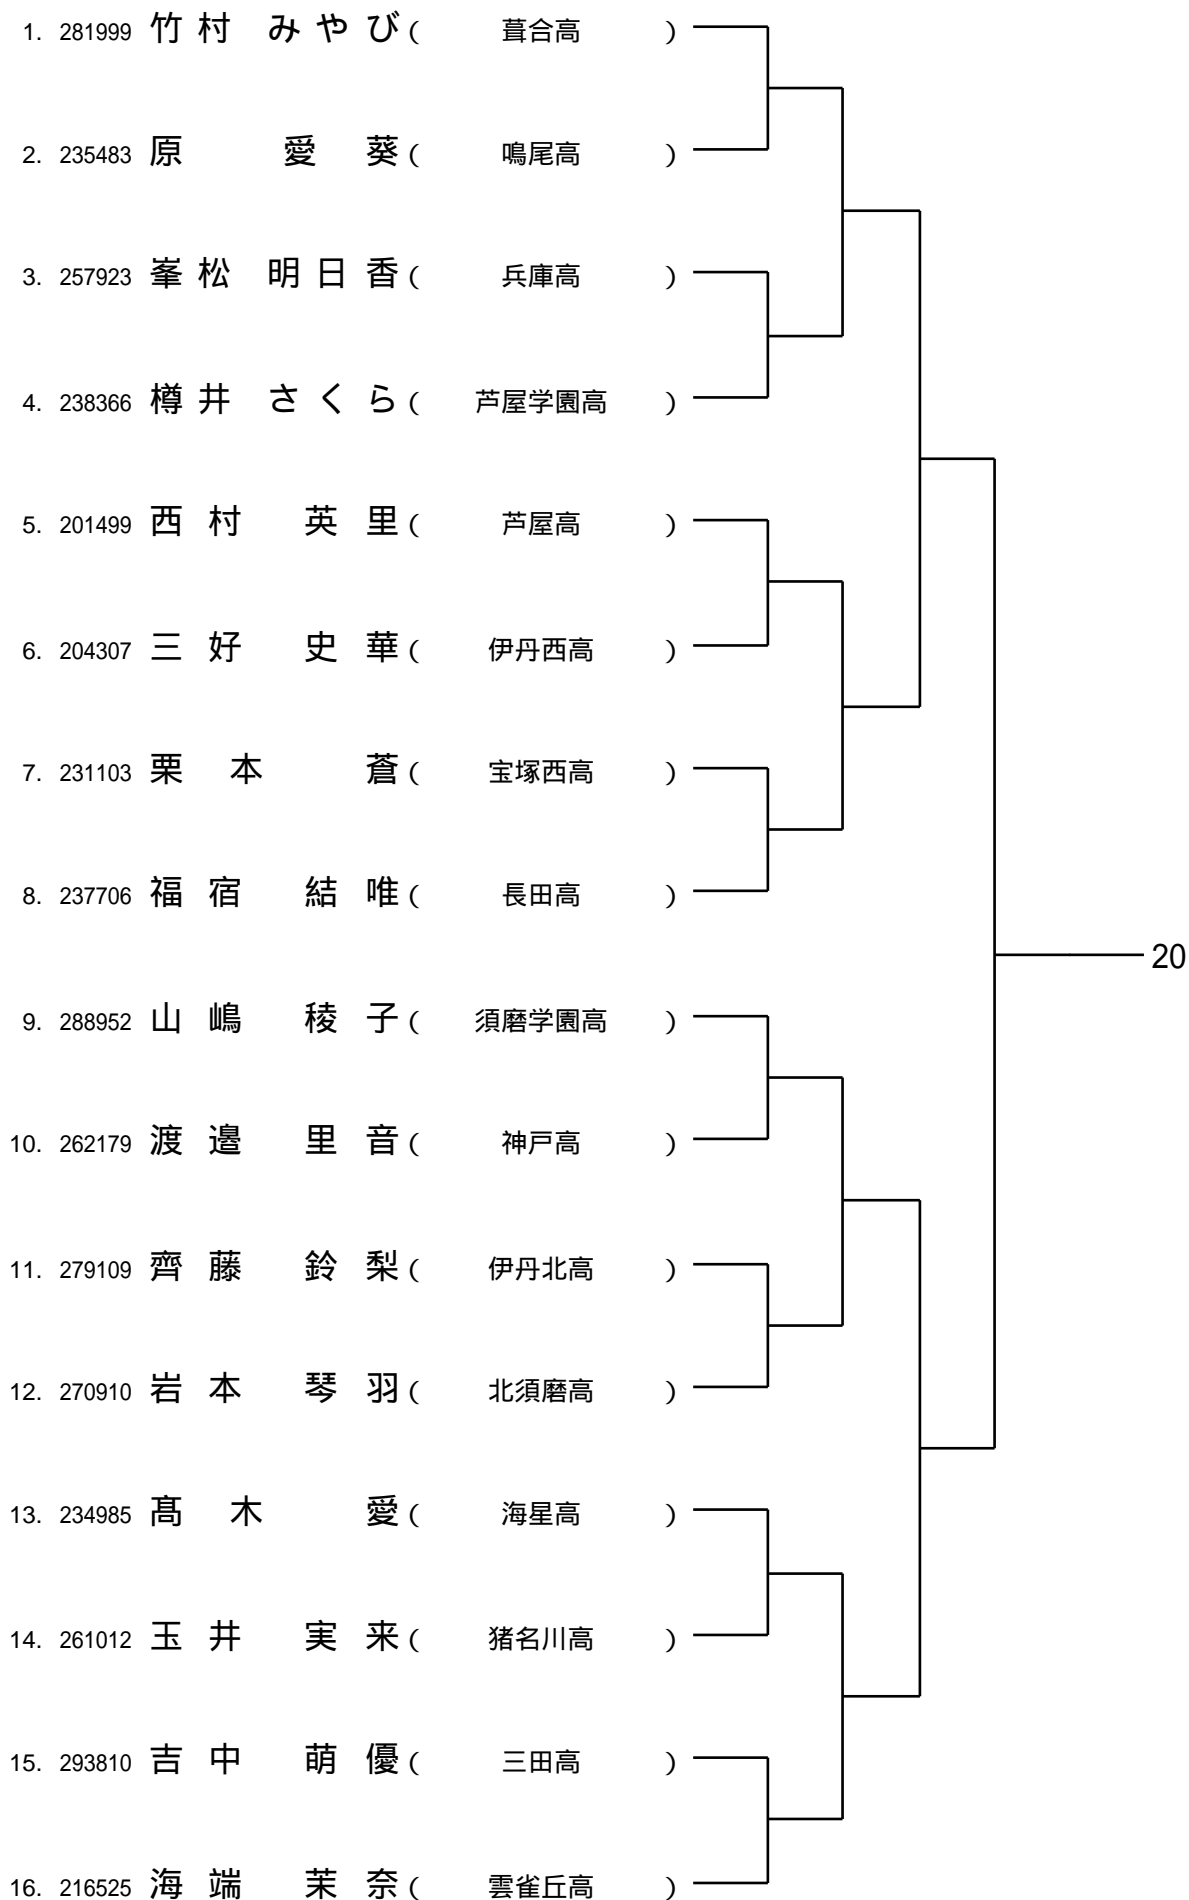 1. 281999 竹村 みやび ( 葺合高 )
2. 235483 原 愛葵 ( 鳴尾高 )
3. 257923 峯松 明日香 ( 兵庫高 )
4. 238366 樽井 さくら ( 芦屋学園高 )
5. 201499 西村 英里 ( 芦屋高 )
6. 204307 三好 史華 ( 伊丹西高 )
7. 231103 栗本 蒼 ( 宝塚西高 )
8. 237706 福宿 結唯 ( 長田高 )
20
9. 288952 山嶋 稜子 ( 須磨学園高 )
10. 262179 渡邉 里音 ( 神戸高 )
11. 279109 齊藤 鈴梨 ( 伊丹北高 )
12. 270910 岩本 琴羽 ( 北須磨高 )
13. 234985 髙木 愛 ( 海星高 )
14. 261012 玉井 実来 ( 猪名川高 )
15. 293810 吉中 萌優 ( 三田高 )
16. 216525 海端 茉奈 ( 雲雀丘高 )